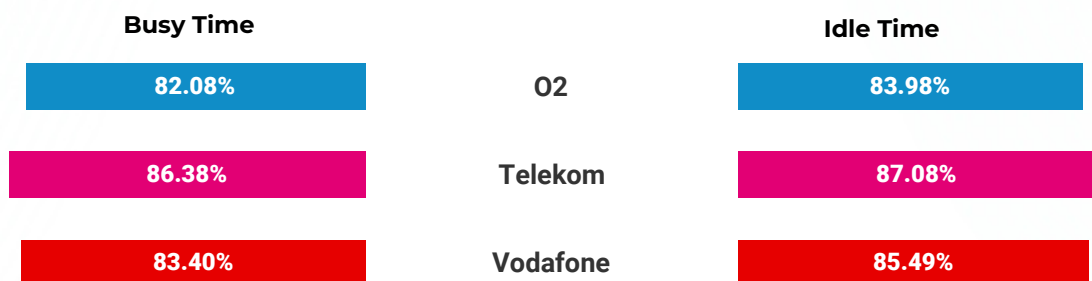 Busy Time
Idle Time
82.08% O2 83.98%
86.38% Telekom 87.08%
83.40% Vodafone 85.49%